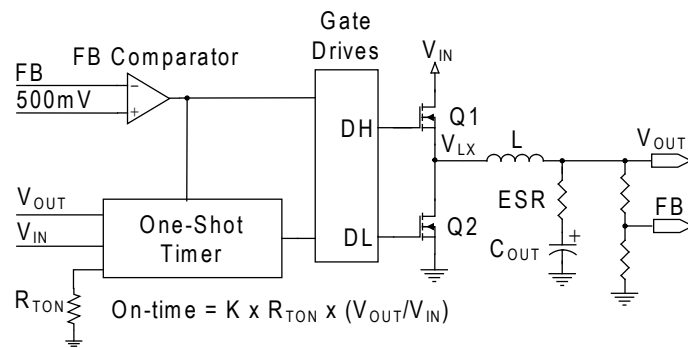 Gate
Drives
FB Comparator
FB
500mV
V_IN
DH
Q1
V_LX
L
V_OUT
ESR
FB
C_OUT
+
V_OUT
V_IN
One-Shot
Timer
DL
Q2
R_TON
On-time = K x R_TON x (V_OUT/V_IN)